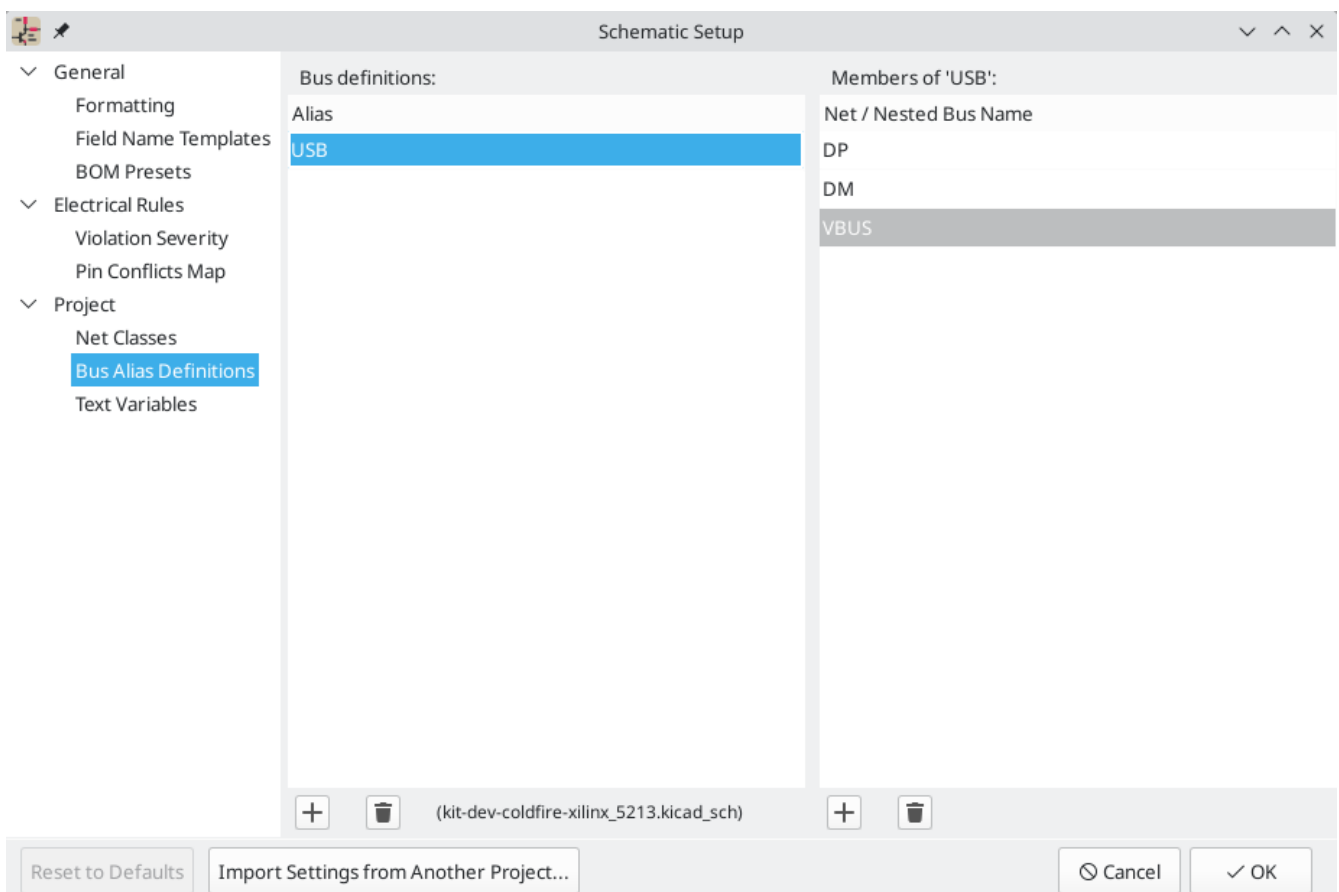 Schematic Setup
General
Formatting
Field Name Templates
BOM Presets
Electrical Rules
Violation Severity
Pin Conflicts Map
Project
Net Classes
Bus Alias Definitions
Text Variables
Bus definitions:
Alias
USB
(kit-dev-coldfire-xilinx_5213.kicad_sch)
Members of 'USB':
Net / Nested Bus Name
DP
DM
VBUS
Reset to Defaults
Import Settings from Another Project...
Cancel
OK